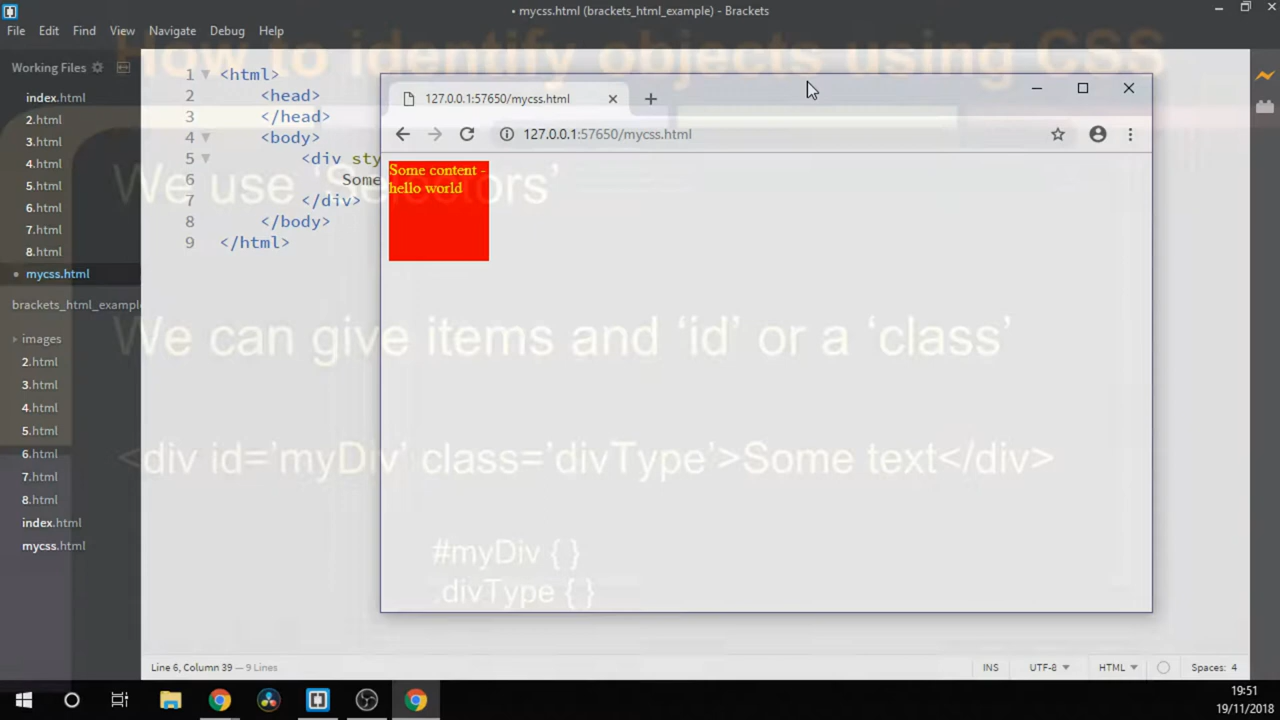 • mycss.html (brackets_html_example) - Brackets
File Edit Find View Navigate Debug Help
How to identify objects using CSS
Working Files
index.html
2.html
3.html
4.html
5.html
6.html
7.html
8.html
mycss.html
brackets_html_example
images
2.html
3.html
4.html
5.html
6.html
7.html
8.html
index.html
mycss.html
1 <html>
2 <head>
3 </head>
4 <body>
5 <div sty
6 Some
7 </div>
8 </body>
9 </html>
127.0.0.1:57650/mycss.html
127.0.0.1:57650/mycss.html
Some content -
hello world
We use ‘Selectors’
We can give items and ‘id’ or a ‘class’
<div id=’myDiv’ class=’divType’>Some text</div>
#myDiv { }
.divType { }
Line 6, Column 39 — 9 Lines
INS UTF-8 HTML Spaces: 4
19:51
19/11/2018